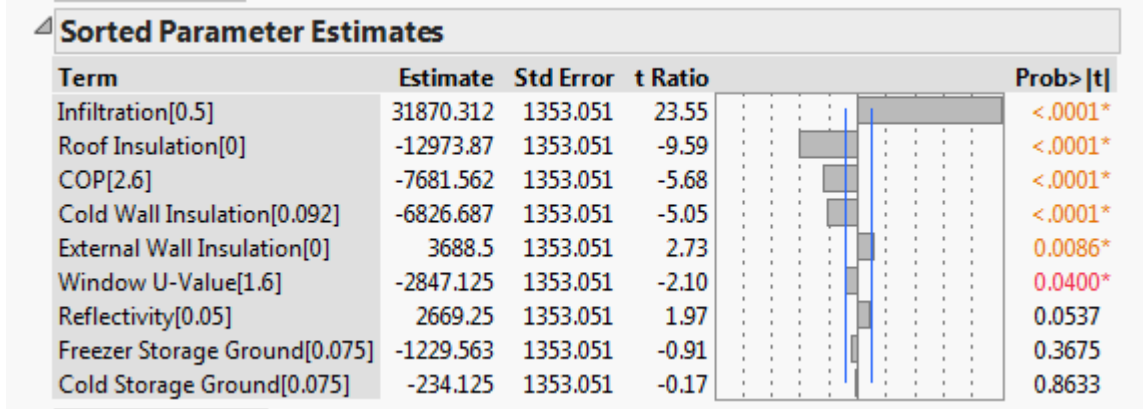 Sorted Parameter Estimates
Term Estimate Std Error t Ratio Prob>|t|
Infiltration[0.5] 31870.312 1353.051 23.55 <.0001*
Roof Insulation[0] -12973.87 1353.051 -9.59 <.0001*
COP[2.6] -7681.562 1353.051 -5.68 <.0001*
Cold Wall Insulation[0.092] -6826.687 1353.051 -5.05 <.0001*
External Wall Insulation[0] 3688.5 1353.051 2.73 0.0086*
Window U-Value[1.6] -2847.125 1353.051 -2.10 0.0400*
Reflectivity[0.05] 2669.25 1353.051 1.97 0.0537
Freezer Storage Ground[0.075] -1229.563 1353.051 -0.91 0.3675
Cold Storage Ground[0.075] -234.125 1353.051 -0.17 0.8633